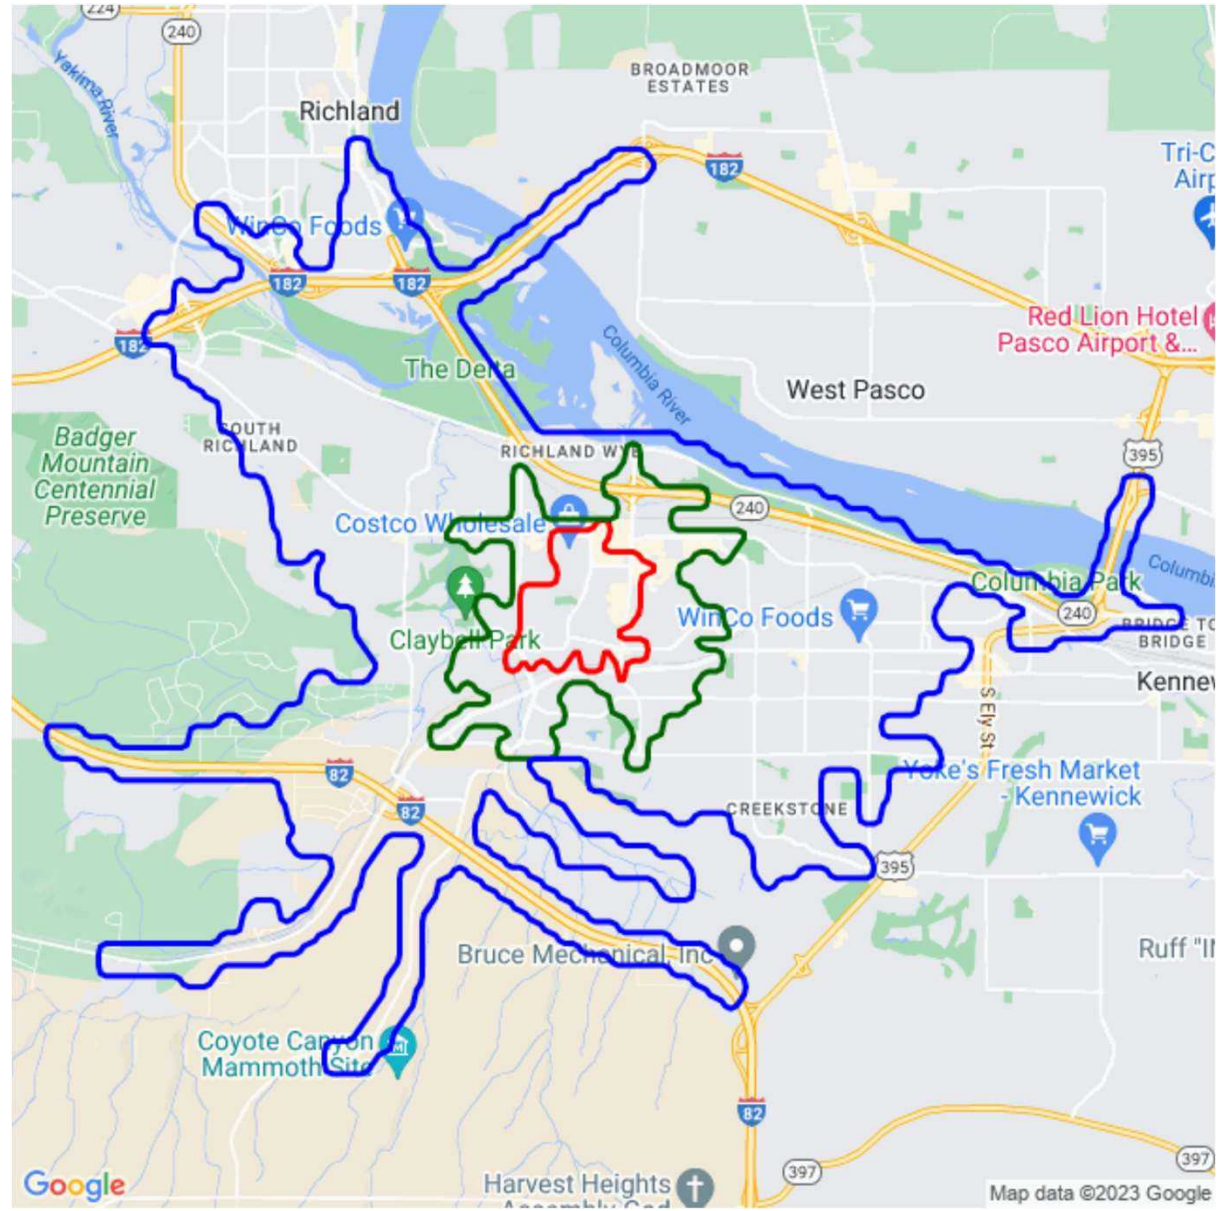 224
240
Yakima River
BROADMOOR
ESTATES
Richland
182
Tri-C
Airp
WinCo Foods
182
182
182
Red Lion Hotel
Pasco Airport &...
The Delta
Columbia River
West Pasco
SOUTH
RICHLAND
Badger
Mountain
Centennial
Preserve
RICHLAND WYE
395
240
Costco Wholesale
Columbi
Columbia Park
WinCo Foods
240
BRIDGE TO
BRIDGE
Claybell Park
Kennew
S Ely St
82
Yoke's Fresh Market
- Kennewick
82
CREEKSTONE
395
Bruce Mechanical, Inc
Ruff "I
Coyote Canyon
Mammoth Site
82
397
397
Harvest Heights
Assembly God
Google
Map data ©2023 Google